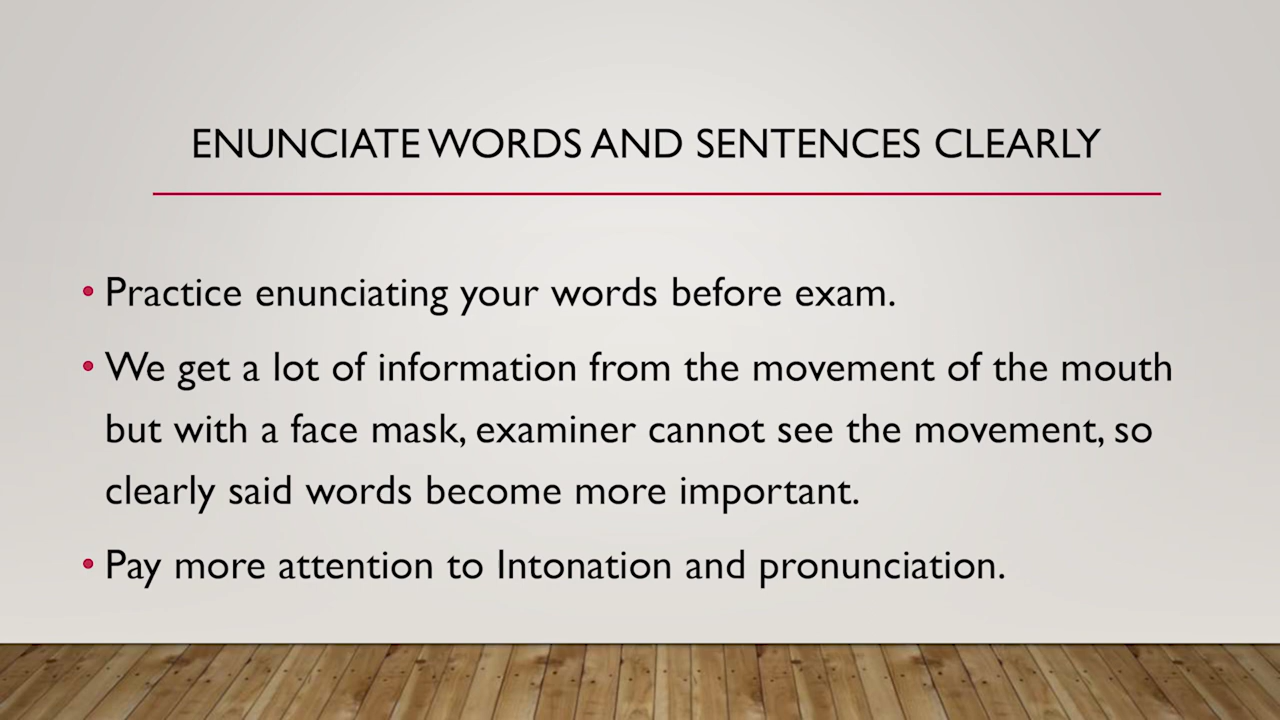 ENUNCIATE WORDS AND SENTENCES CLEARLY
• Practice enunciating your words before exam.
• We get a lot of information from the movement of the mouth
but with a face mask, examiner cannot see the movement, so
clearly said words become more important.
• Pay more attention to Intonation and pronunciation.